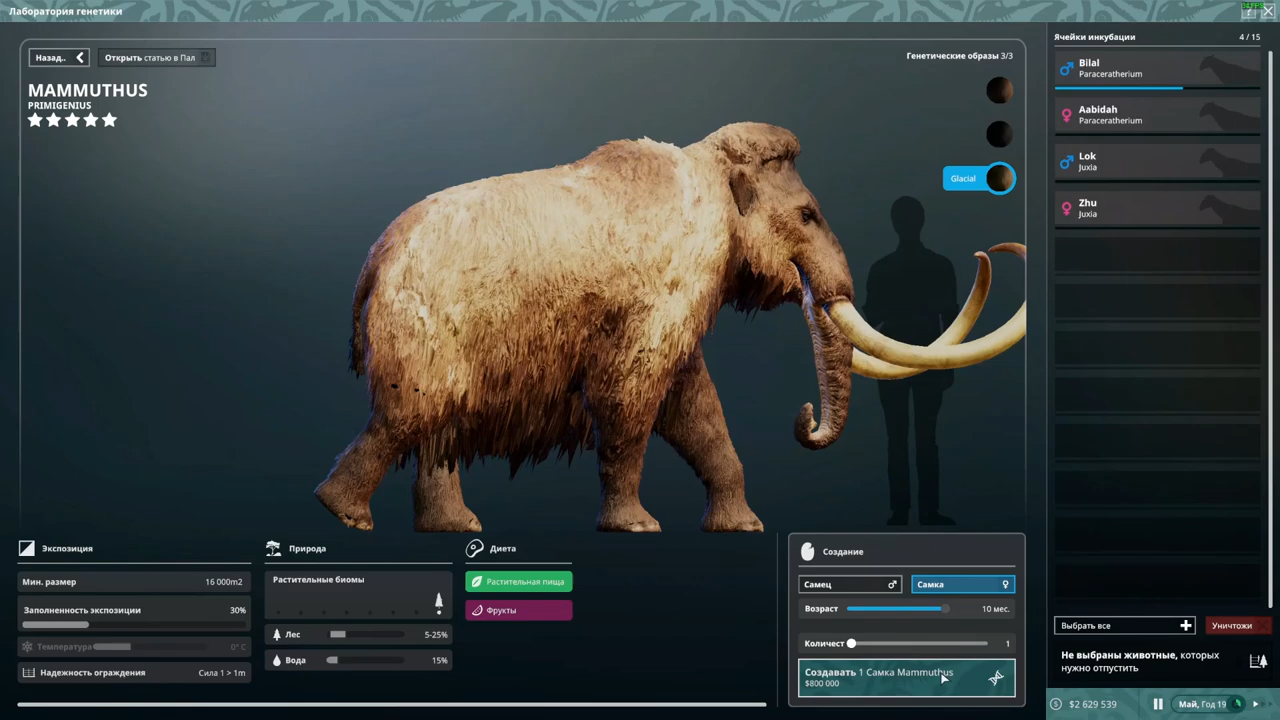 Лаборатория генетики
Назад..
Открыть статью в Пал
MAMMUTHUS
PRIMIGENIUS
Генетические образы 3/3
Glacial
Экспозиция
Мин. размер 16 000m2
Заполненность экспозиции 30%
Температура 0° C
Надежность ограждения Сила 1 > 1m
Природа
Растительные биомы
Лес 5-25%
Вода 15%
Диета
Растительная пища
Фрукты
Создание
Самец ♂
Самка ♀
Возраст 10 мес.
Количест 1
Создавать 1 Самка Mammuthus
$800 000
Ячейки инкубации 4 / 15
Bilal
Paraceratherium
Aabidah
Paraceratherium
Lok
Juxia
Zhu
Juxia
Выбрать все
Уничтожи
Не выбраны животные, которых
нужно отпустить
$2 629 539
Май, Год 19